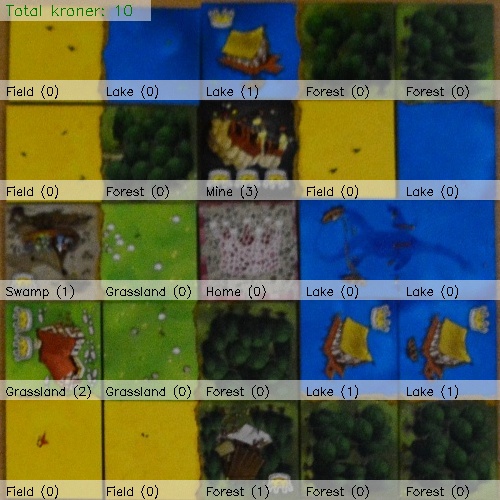 Total kroner: 10
Field (0)
Lake (0)
Lake (1)
Forest (0)
Forest (0)
Field (0)
Forest (0)
Mine (3)
Field (0)
Lake (0)
Swamp (1)
Grassland (0)
Home (0)
Lake (0)
Lake (0)
Grassland (2)
Grassland (0)
Forest (0)
Lake (1)
Lake (1)
Field (0)
Field (0)
Forest (1)
Forest (0)
Forest (0)